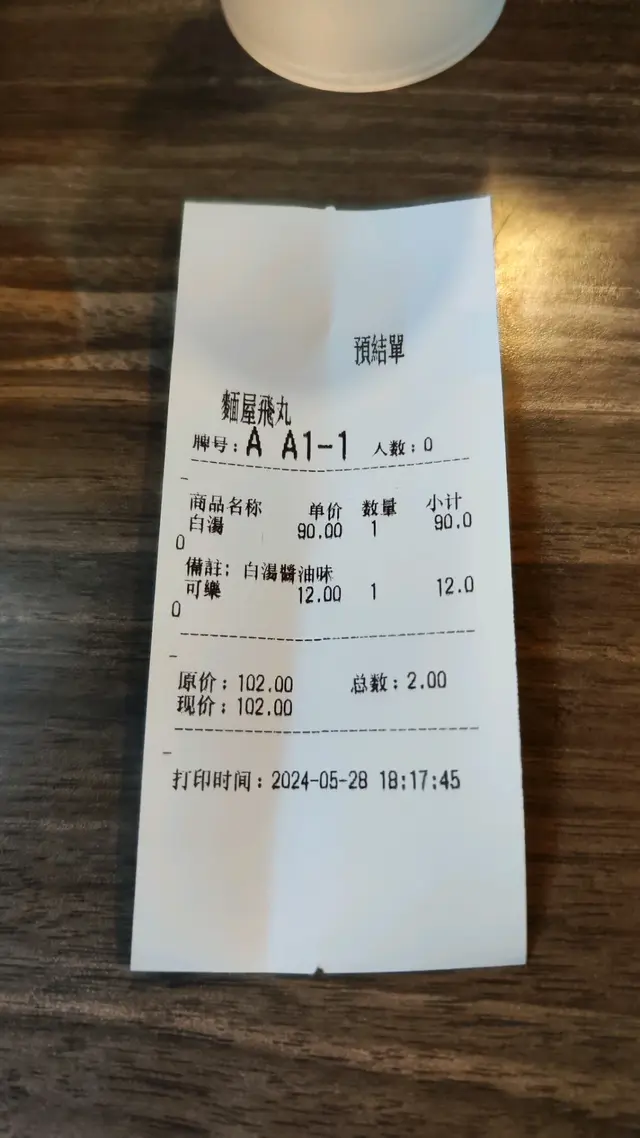 預結單
麵屋飛丸
牌号：A A1-1 人数：0
商品名称 单价 数量 小计
白湯 90.00 1 90.0
0
備註：白湯醬油味
可樂 12.00 1 12.0
0
原价：102.00 总数：2.00
现价：102.00
打印时间：2024-05-28 18:17:45